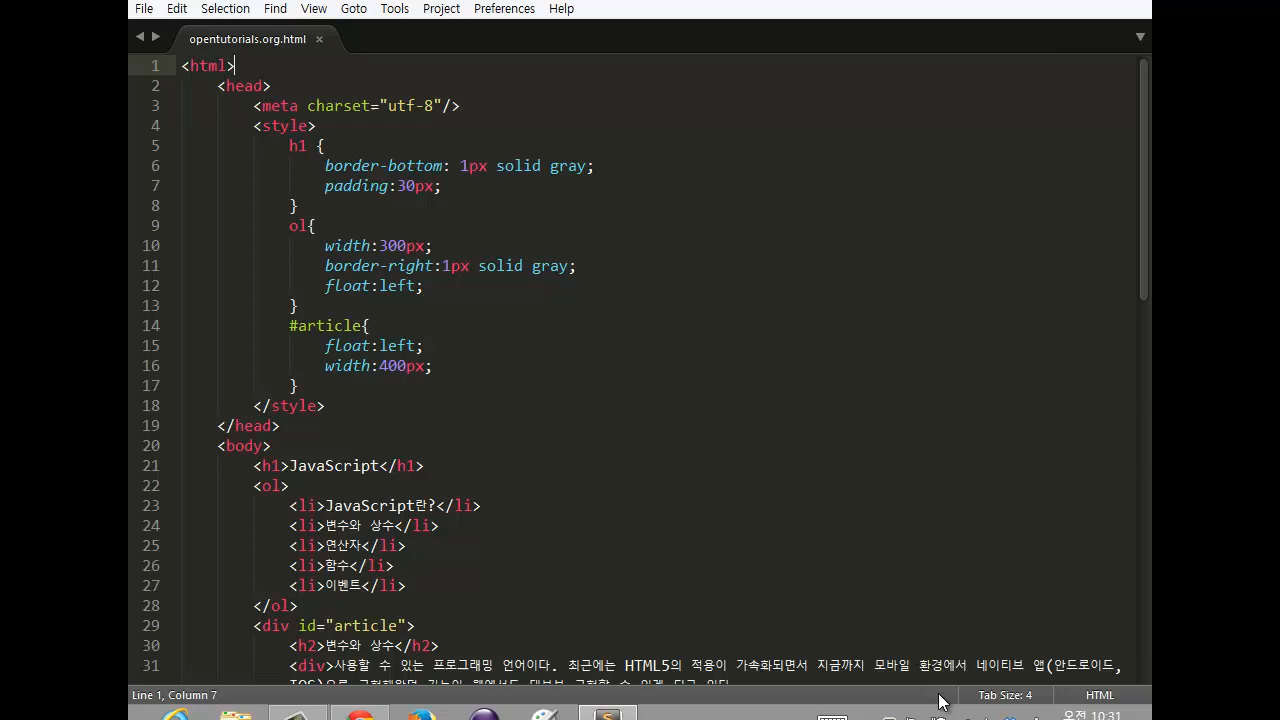 File Edit Selection Find View Goto Tools Project Preferences Help
opentutorials.org.html ×
1 <html>
2 <head>
3 <meta charset="utf-8"/>
4 <style>
5 h1 {
6 border-bottom: 1px solid gray;
7 padding:30px;
8 }
9 ol{
10 width:300px;
11 border-right:1px solid gray;
12 float:left;
13 }
14 #article{
15 float:left;
16 width:400px;
17 }
18 </style>
19 </head>
20 <body>
21 <h1>JavaScript</h1>
22 <ol>
23 <li>JavaScript란?</li>
24 <li>변수와 상수</li>
25 <li>연산자</li>
26 <li>함수</li>
27 <li>이벤트</li>
28 </ol>
29 <div id="article">
30 <h2>변수와 상수</h2>
31 <div>사용할 수 있는 프로그래밍 언어이다. 최근에는 HTML5의 적용이 가속화되면서 지금까지 모바일 환경에서 네이티브 앱(안드로이드,
Line 1, Column 7 Tab Size: 4 HTML
오전 10:31